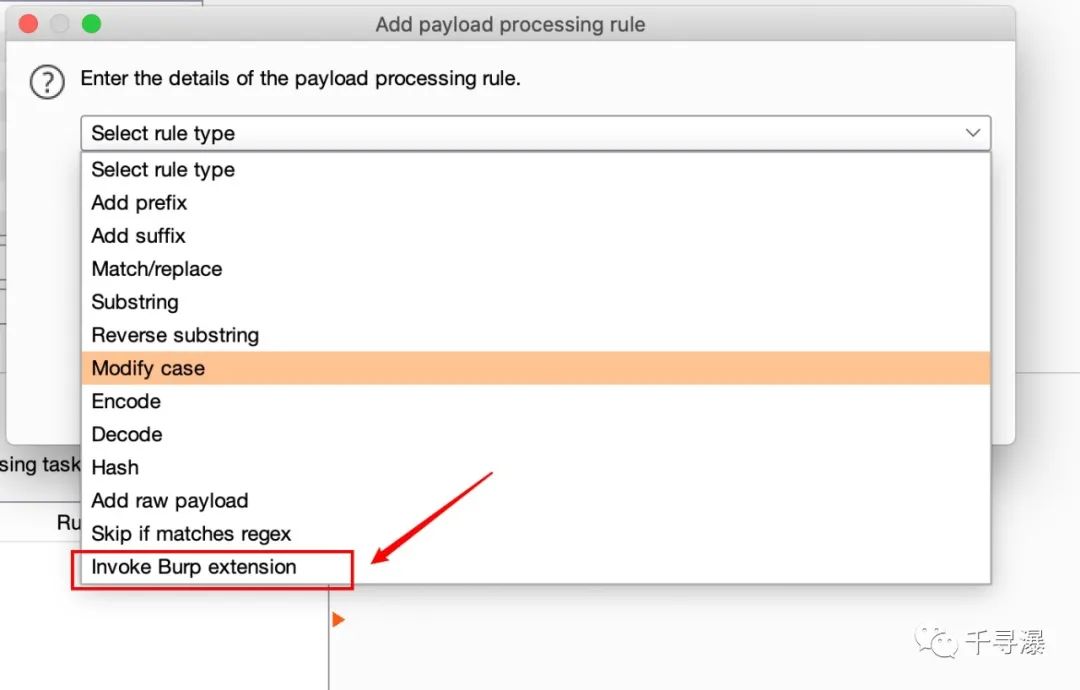 Add payload processing rule
Enter the details of the payload processing rule.
Select rule type
Select rule type
Add prefix
Add suffix
Match/replace
Substring
Reverse substring
Modify case
Encode
Decode
sing task
Hash
Add raw payload
Ru
Skip if matches regex
Invoke Burp extension
千寻瀑